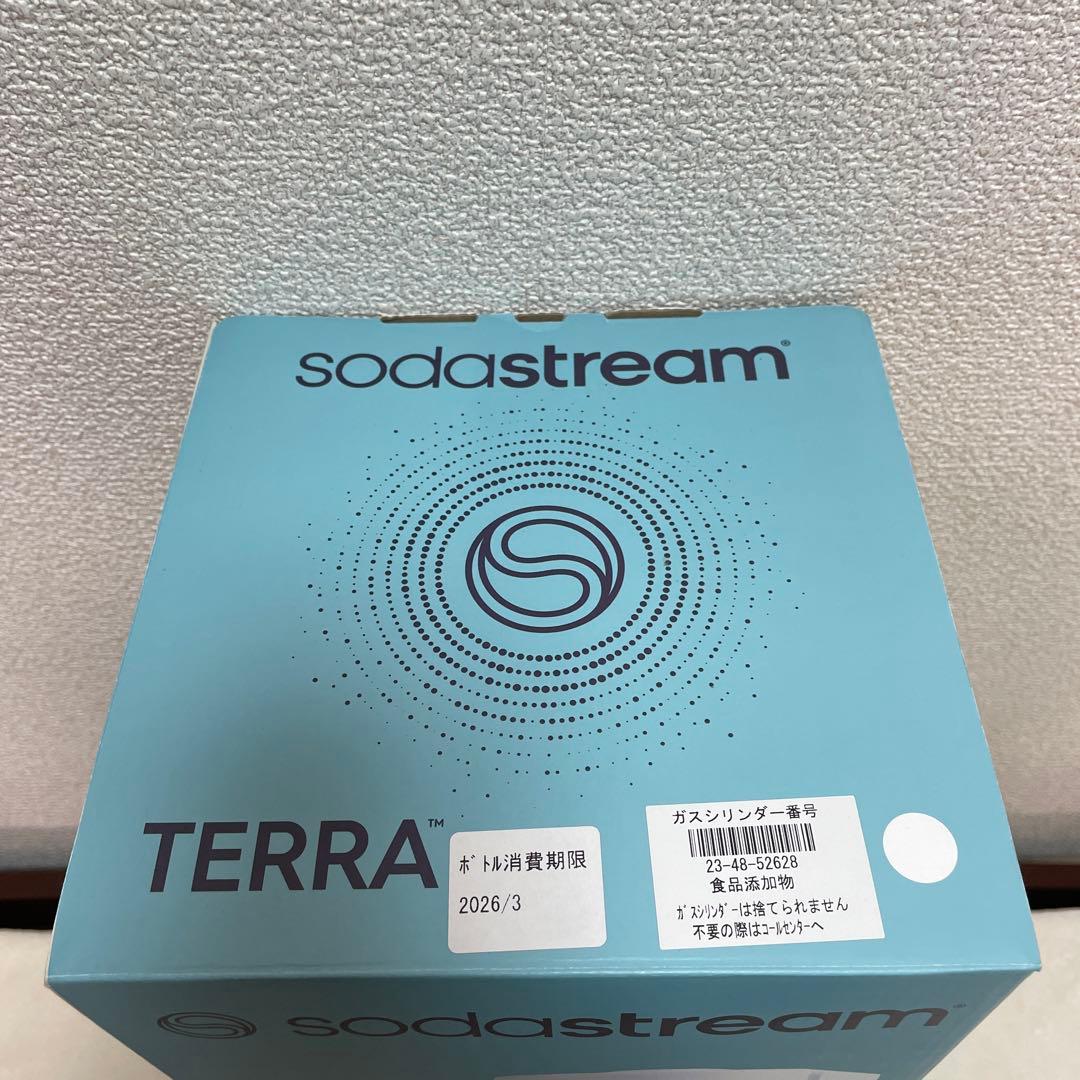 sodastream®
TERRA™
ﾎﾞﾄﾙ消費期限
2026/3
ガスシリンダー番号
23-48-52628
食品添加物
ｶﾞｽｼﾘﾝﾀﾞｰは捨てられません
不要の際はｺｰﾙｾﾝﾀｰへ
sodastream®